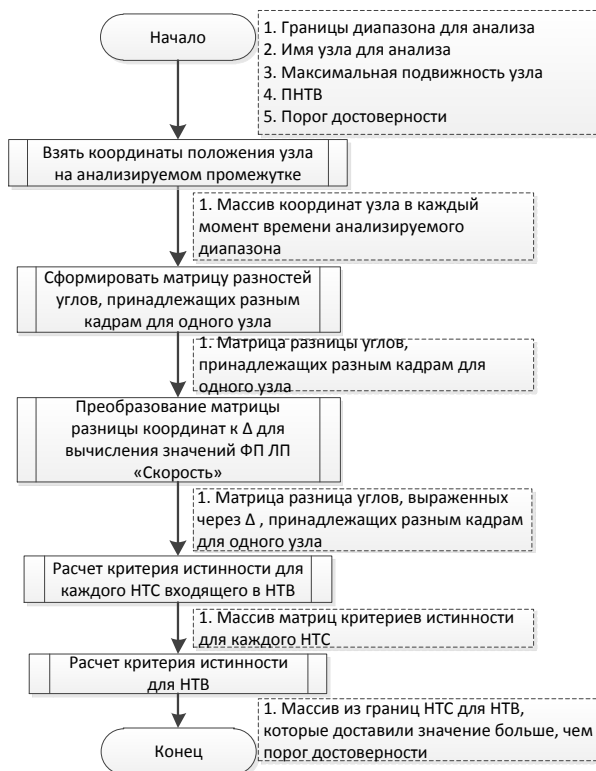 Начало
1. Границы диапазона для анализа
2. Имя узла для анализа
3. Максимальная подвижность узла
4. ПНТВ
5. Порог достоверности
Взять координаты положения узла
на анализируемом промежутке
1. Массив координат узла в каждый
момент времени анализируемого
диапазона
Сформировать матрицу разностей
углов, принадлежащих разным
кадрам для одного узла
1. Матрица разницы углов,
принадлежащих разным кадрам для
одного узла
Преобразование матрицы
разницы координат к Δ для
вычисления значений ФП ЛП
«Скорость»
1. Матрица разница углов, выраженных
через Δ , принадлежащих разным кадрам
для одного узла
Расчет критерия истинности для
каждого НТС входящего в НТВ
1. Массив матриц критериев истинности
для каждого НТС
Расчет критерия истинности
для НТВ
1. Массив из границ НТС для НТВ,
которые доставили значение больше, чем
порог достоверности
Конец